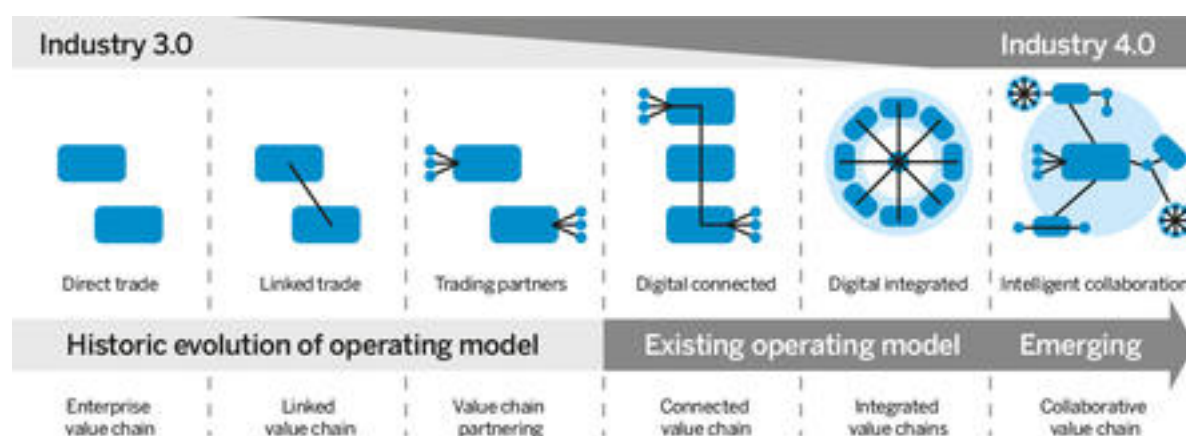 Industry 3.0
Industry 4.0
Direct trade
Linked trade
Trading partners
Digital connected
Digital integrated
Intelligent collaboration
Historic evolution of operating model
Existing operating model
Emerging
Enterprise
value chain
Linked
value chain
Value chain
partnering
Connected
value chain
Integrated
value chains
Collaborative
value chain